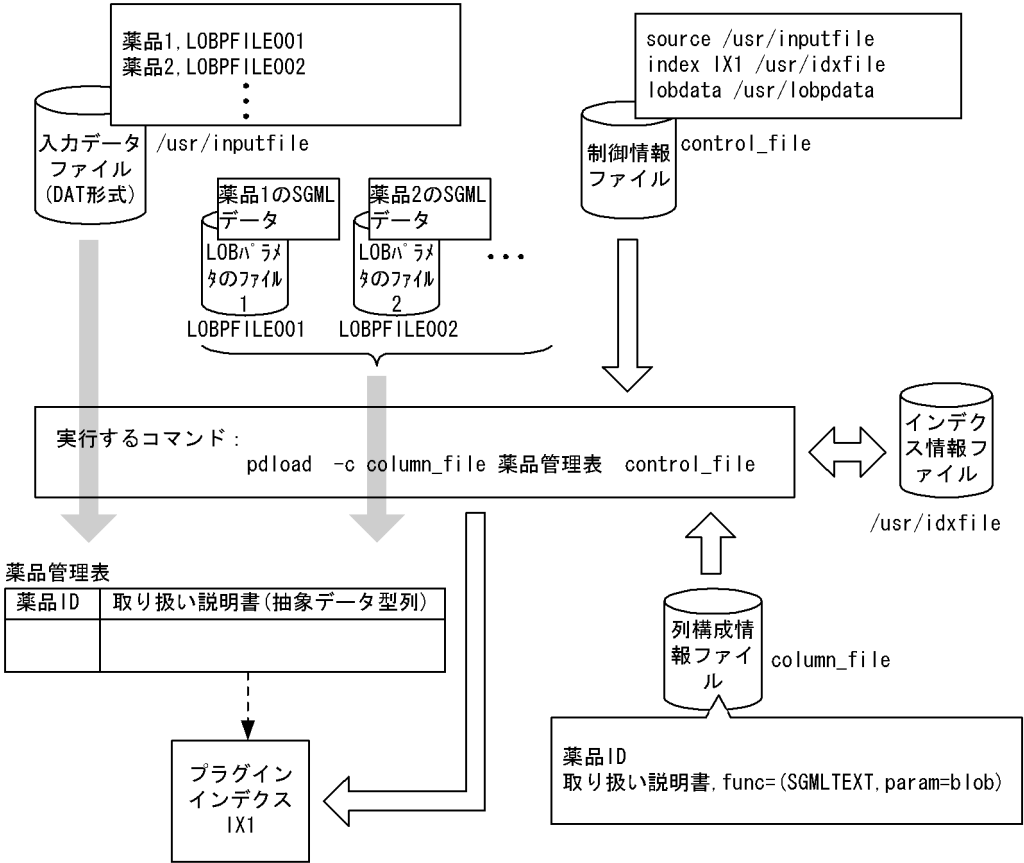 薬品1,LOBPFILE001
薬品2,LOBPFILE002
入力データ
ファイル
(DAT形式)
/usr/inputfile
source /usr/inputfile
index IX1 /usr/idxfile
lobdata /usr/lobpdata
制御情報
ファイル
control_file
薬品1のSGML
データ
LOBパラメ
タのファイル
1
LOBPFILE001
薬品2のSGML
データ
LOBパラメ
タのファイル
2
LOBPFILE002
・・・
実行するコマンド:
pdload -c column_file 薬品管理表 control_file
インデク
ス情報フ
ァイル
/usr/idxfile
薬品管理表
薬品ID 取り扱い説明書(抽象データ型列)
列構成情
報ファイ
ル
column_file
薬品ID
取り扱い説明書,func=(SGMLTEXT,param=blob)
プラグイン
インデクス
IX1